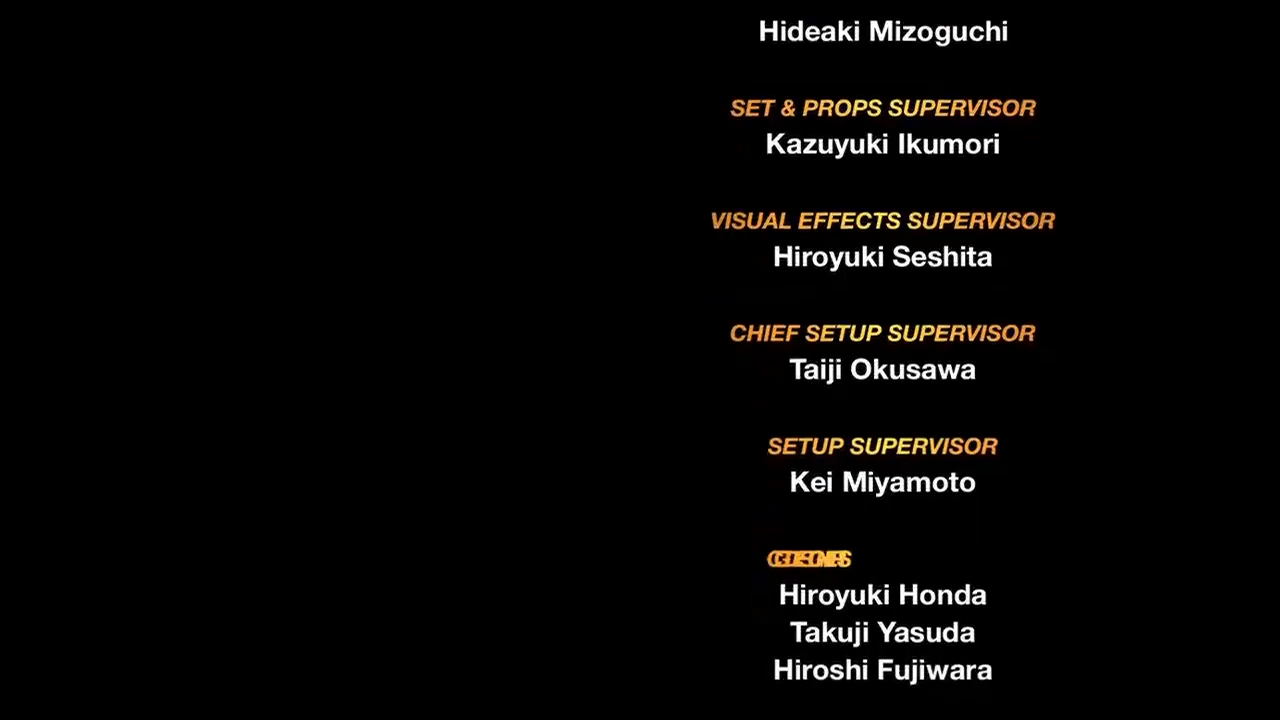 Hideaki Mizoguchi
SET & PROPS SUPERVISOR
Kazuyuki Ikumori
VISUAL EFFECTS SUPERVISOR
Hiroyuki Seshita
CHIEF SETUP SUPERVISOR
Taiji Okusawa
SETUP SUPERVISOR
Kei Miyamoto
Hiroyuki Honda
Takuji Yasuda
Hiroshi Fujiwara